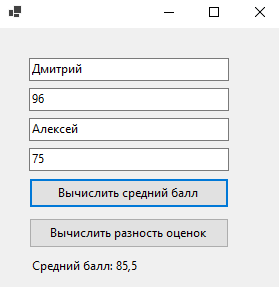 Дмитрий
96
Алексей
75
Вычислить средний балл
Вычислить разность оценок
Средний балл: 85,5